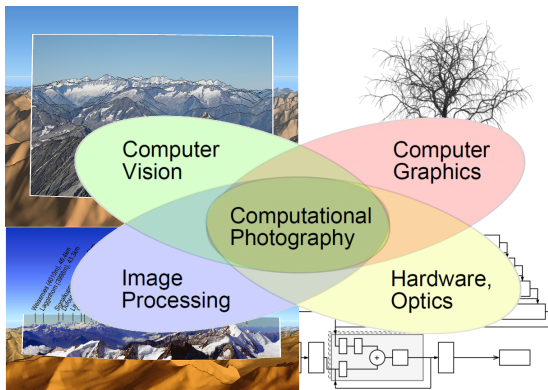 Computer
Vision
Computer
Graphics
Computational
Photography
Image
Processing
Hardware,
Optics